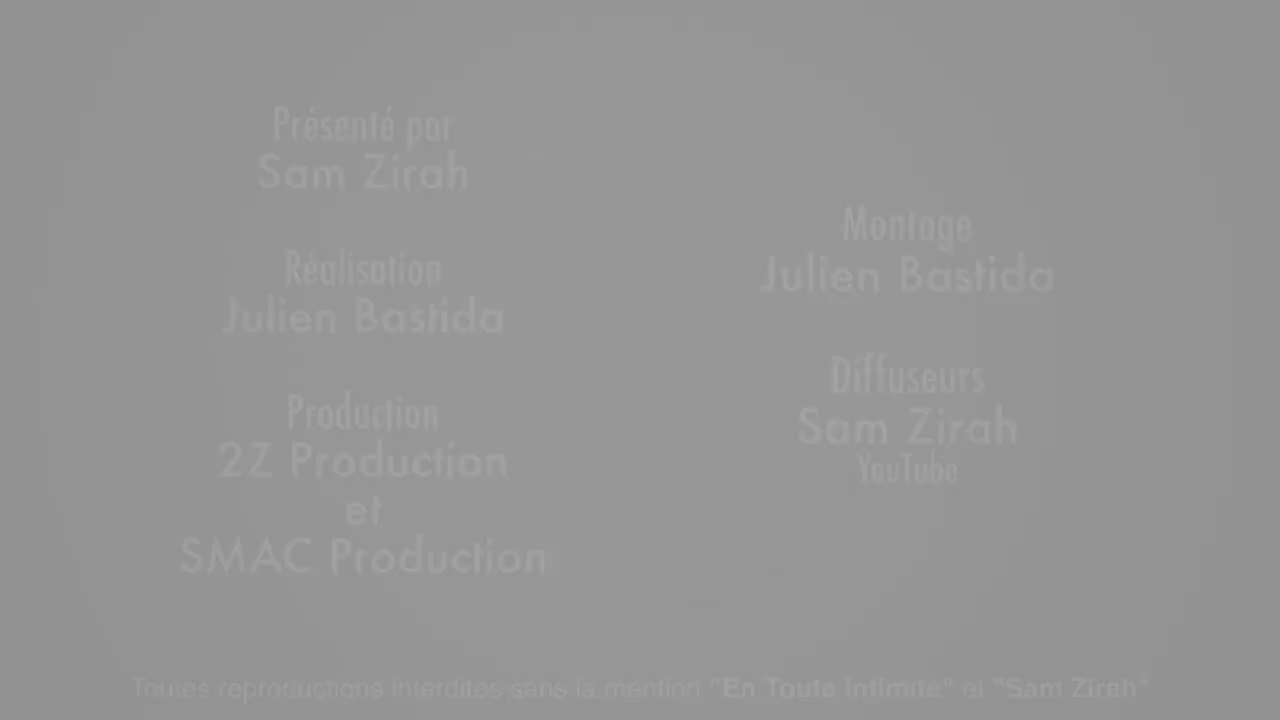 Présenté par
Sam Zirah
Réalisation
Julien Bastida
Production
2Z Production
et
SMAC Production
Montage
Julien Bastida
Diffuseurs
Sam Zirah
YouTube
Toutes reproductions interdites sans la mention "En Toute Intimité" et "Sam Zirah"